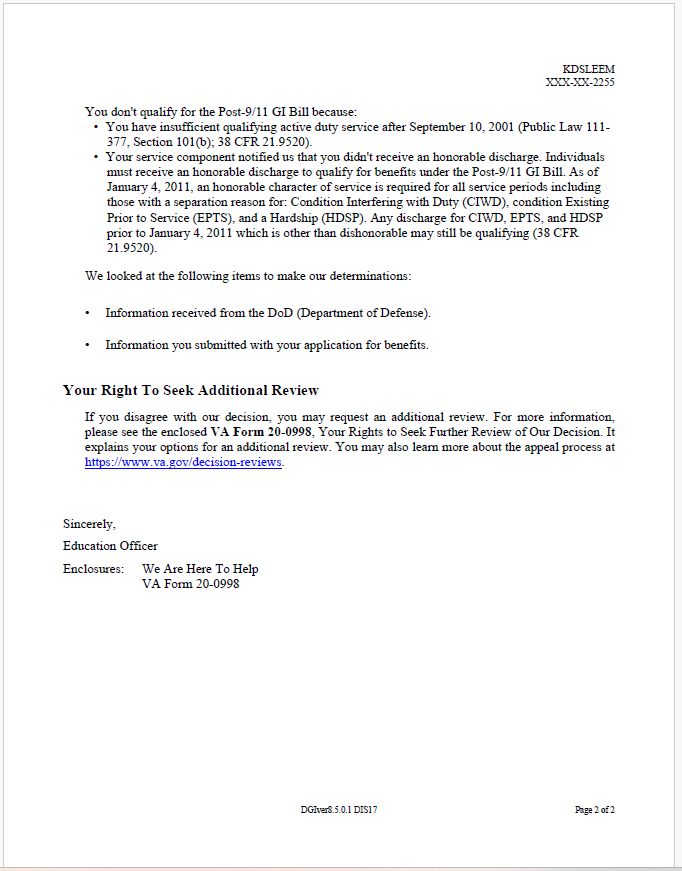 KDSLEEM
XXX-XX-2255
You don't qualify for the Post-9/11 GI Bill because:
• You have insufficient qualifying active duty service after September 10, 2001 (Public Law 111-
377, Section 101(b); 38 CFR 21.9520).
• Your service component notified us that you didn't receive an honorable discharge. Individuals
must receive an honorable discharge to qualify for benefits under the Post-9/11 GI Bill. As of
January 4, 2011, an honorable character of service is required for all service periods including
those with a separation reason for: Condition Interfering with Duty (CIWD), condition Existing
Prior to Service (EPTS), and a Hardship (HDSP). Any discharge for CIWD, EPTS, and HDSP
prior to January 4, 2011 which is other than dishonorable may still be qualifying (38 CFR
21.9520).
We looked at the following items to make our determinations:
• Information received from the DoD (Department of Defense).
• Information you submitted with your application for benefits.
Your Right To Seek Additional Review
If you disagree with our decision, you may request an additional review. For more information,
please see the enclosed VA Form 20-0998, Your Rights to Seek Further Review of Our Decision. It
explains your options for an additional review. You may also learn more about the appeal process at
https://www.va.gov/decision-reviews.
Sincerely,
Education Officer
Enclosures: We Are Here To Help
VA Form 20-0998
DGIver8.5.0.1 DIS17 Page 2 of 2